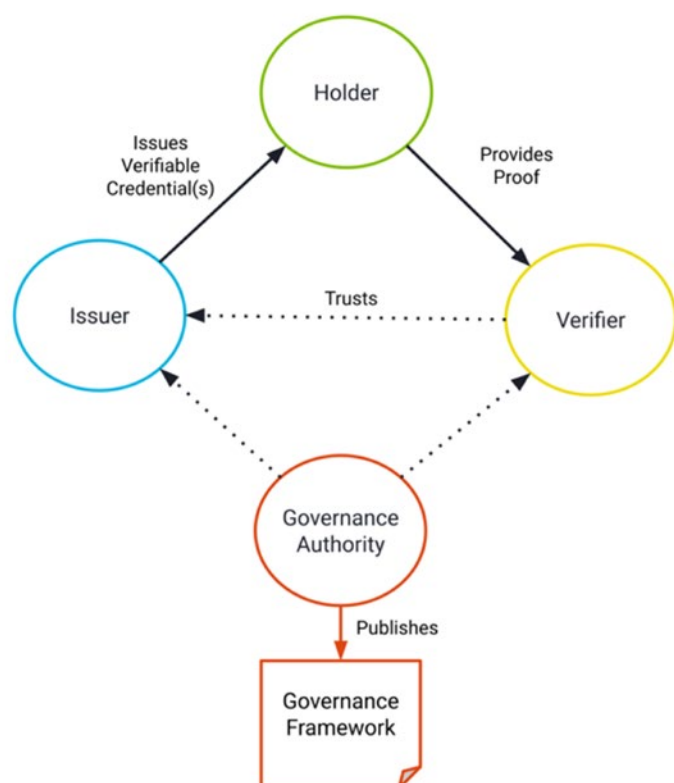 Holder
Issues
Verifiable
Credential(s)
Provides
Proof
Issuer
Trusts
Verifier
Governance
Authority
Publishes
Governance
Framework